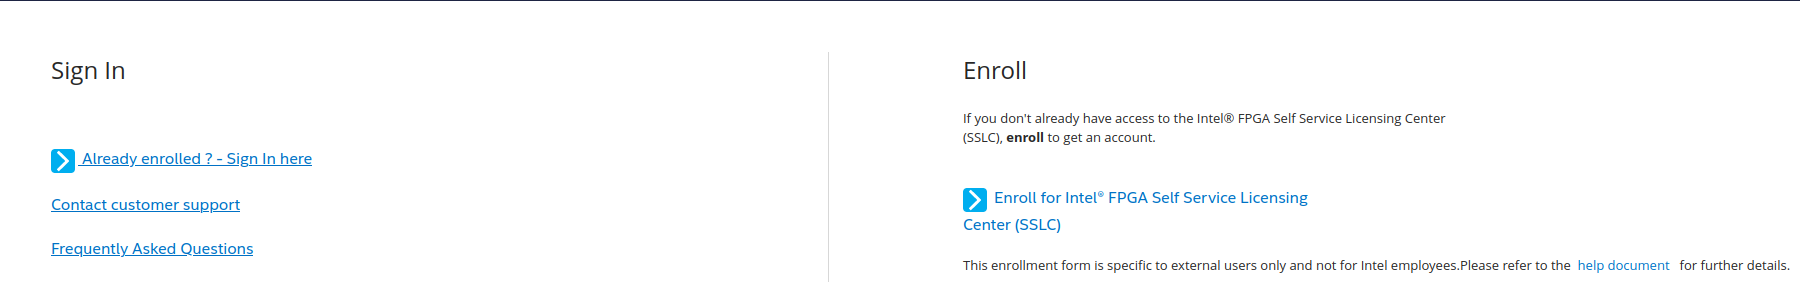 Sign In
Already enrolled ? - Sign In here
Contact customer support
Frequently Asked Questions
Enroll
If you don't already have access to the Intel® FPGA Self Service Licensing Center
(SSLC), enroll to get an account.
Enroll for Intel® FPGA Self Service Licensing
Center (SSLC)
This enrollment form is specific to external users only and not for Intel employees.Please refer to the help document for further details.